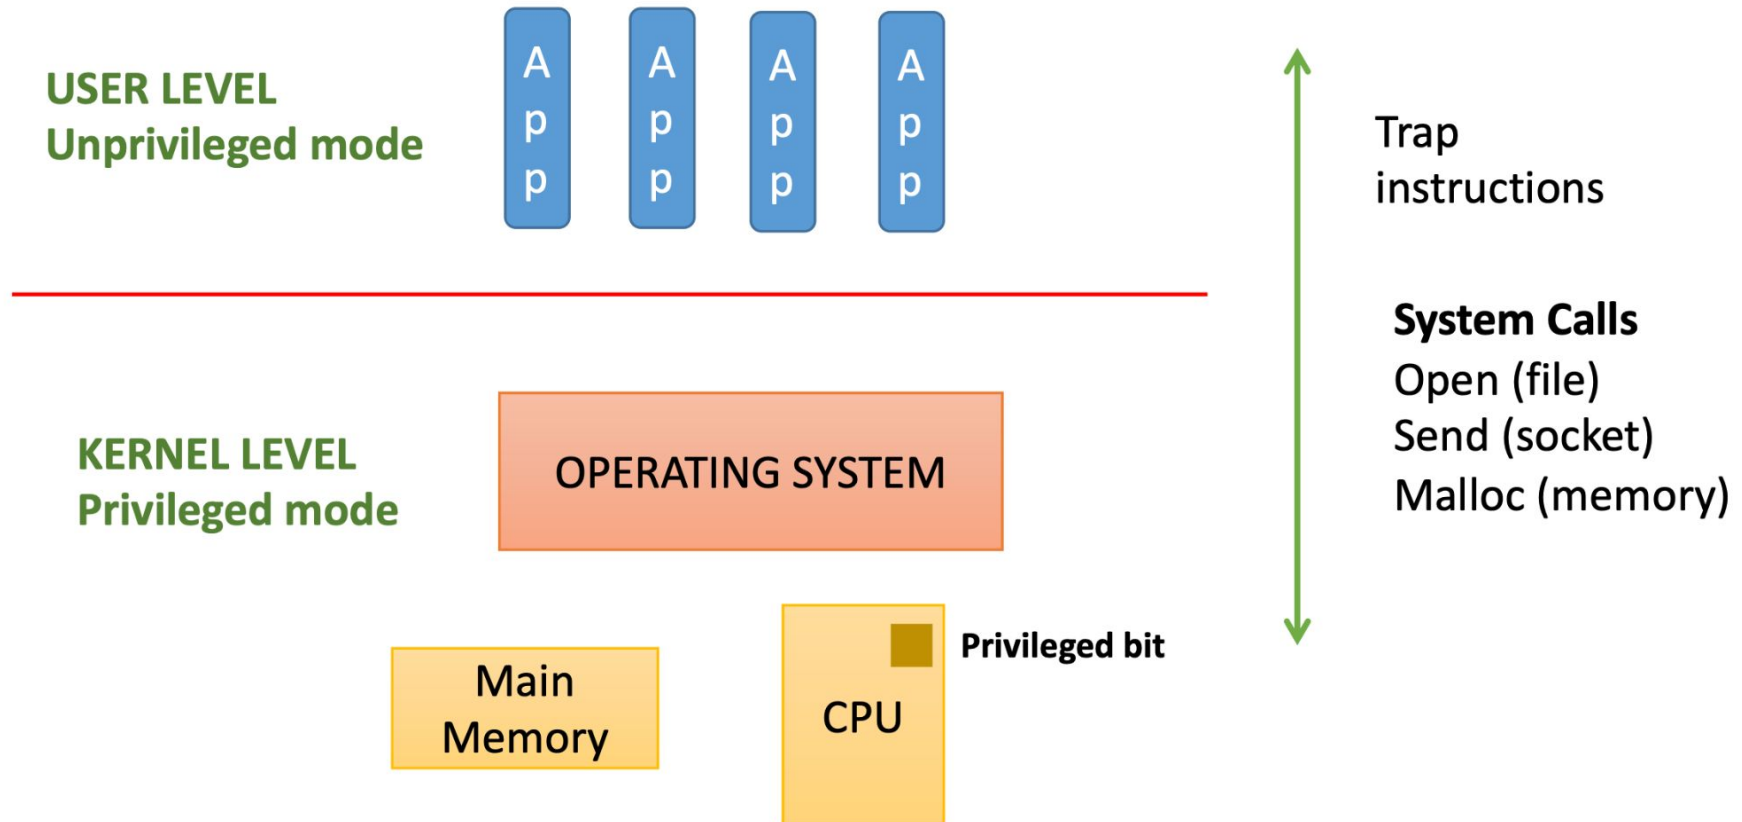 USER LEVEL
Unprivileged mode
A
p
p
A
p
p
A
p
p
A
p
p
Trap
instructions
System Calls
Open (file)
Send (socket)
Malloc (memory)
KERNEL LEVEL
Privileged mode
OPERATING SYSTEM
Main
Memory
CPU
Privileged bit